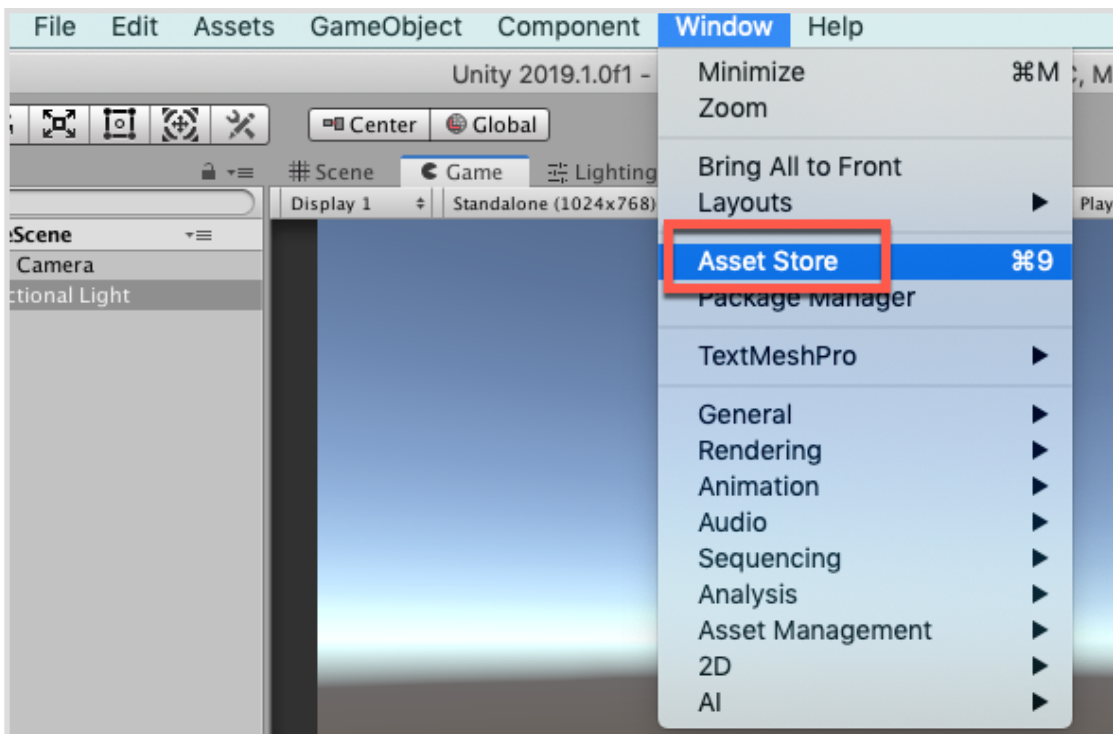 File Edit Assets GameObject Component Window Help
Unity 2019.1.0f1 -
Center Global
Scene Game Lighting
Display 1 Standalone (1024x768) Play
Scene
Camera
ctional Light
Minimize ⌘M
Zoom
Bring All to Front
Layouts
Asset Store ⌘9
Package Manager
TextMeshPro
General
Rendering
Animation
Audio
Sequencing
Analysis
Asset Management
2D
AI